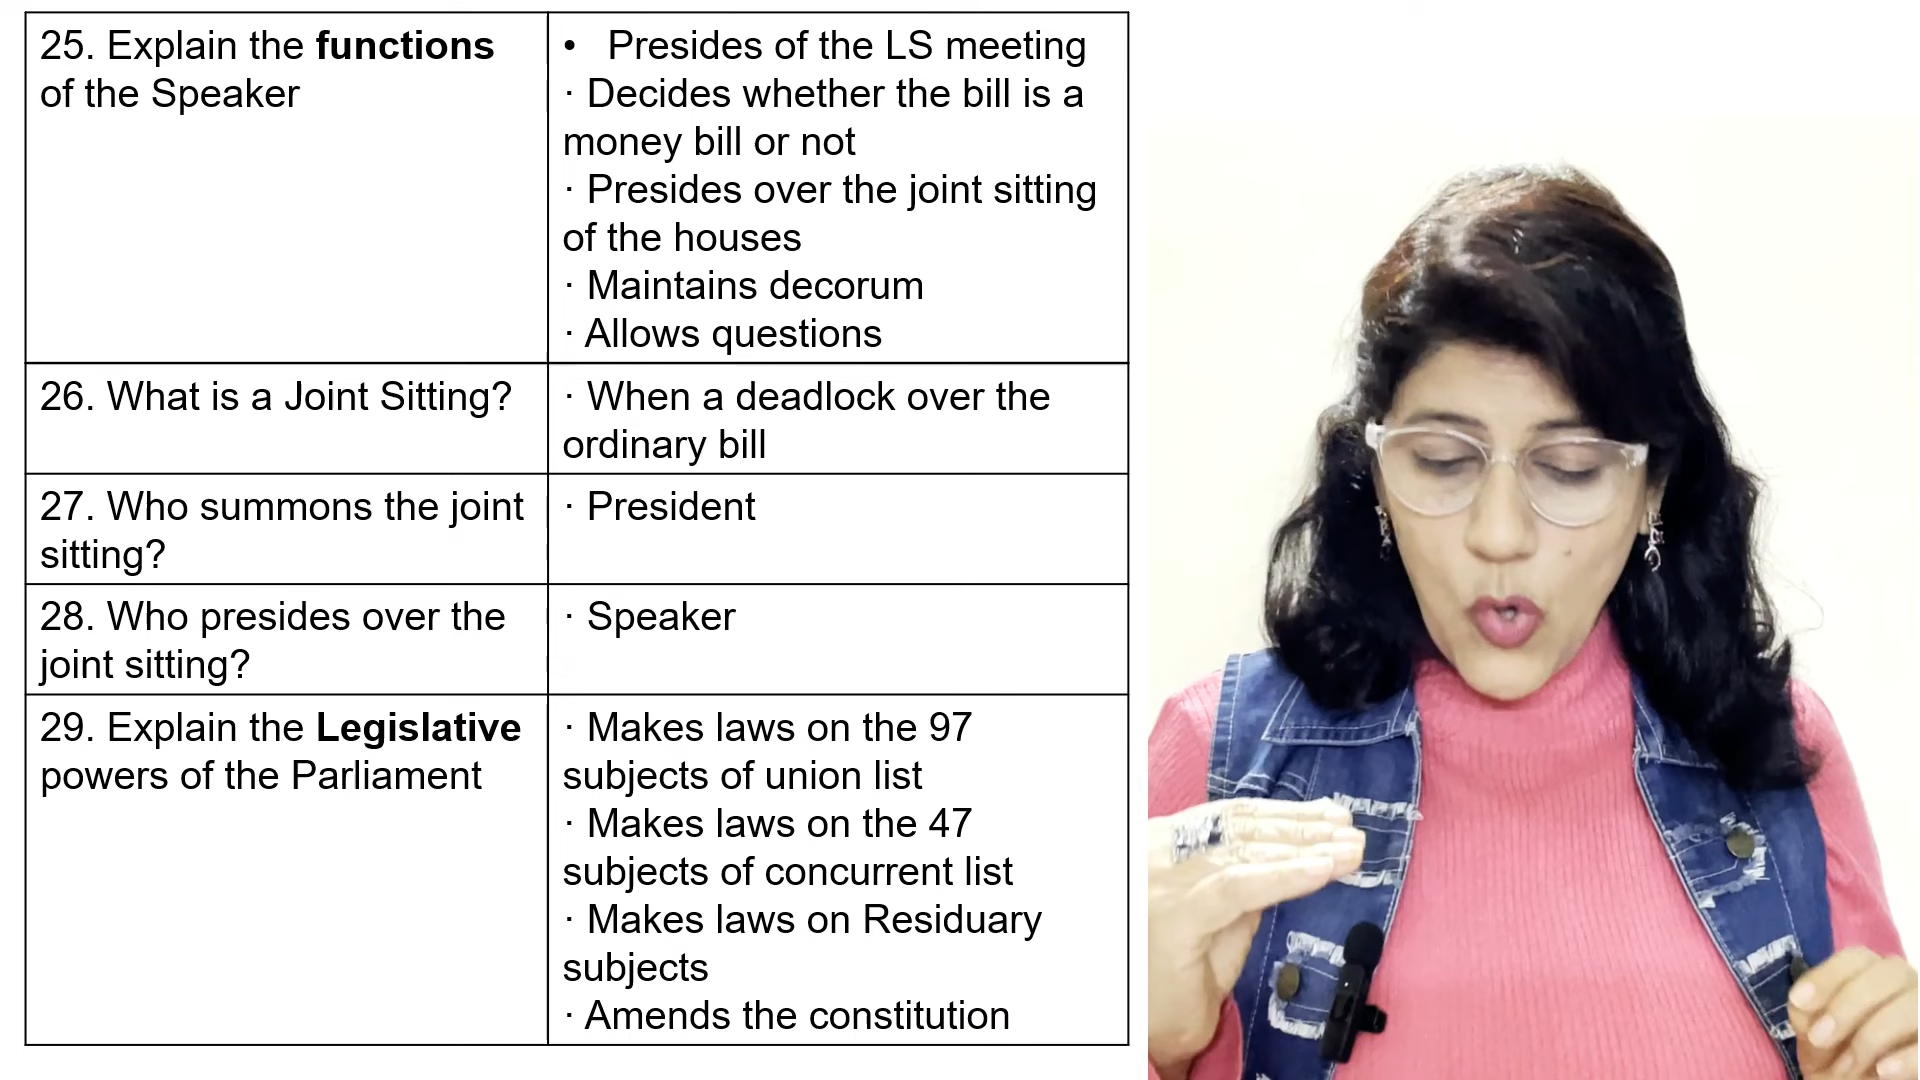 25. Explain the functions
of the Speaker
• Presides of the LS meeting
· Decides whether the bill is a
money bill or not
· Presides over the joint sitting
of the houses
· Maintains decorum
· Allows questions
26. What is a Joint Sitting?
· When a deadlock over the
ordinary bill
27. Who summons the joint
sitting?
· President
28. Who presides over the
joint sitting?
· Speaker
29. Explain the Legislative
powers of the Parliament
· Makes laws on the 97
subjects of union list
· Makes laws on the 47
subjects of concurrent list
· Makes laws on Residuary
subjects
· Amends the constitution